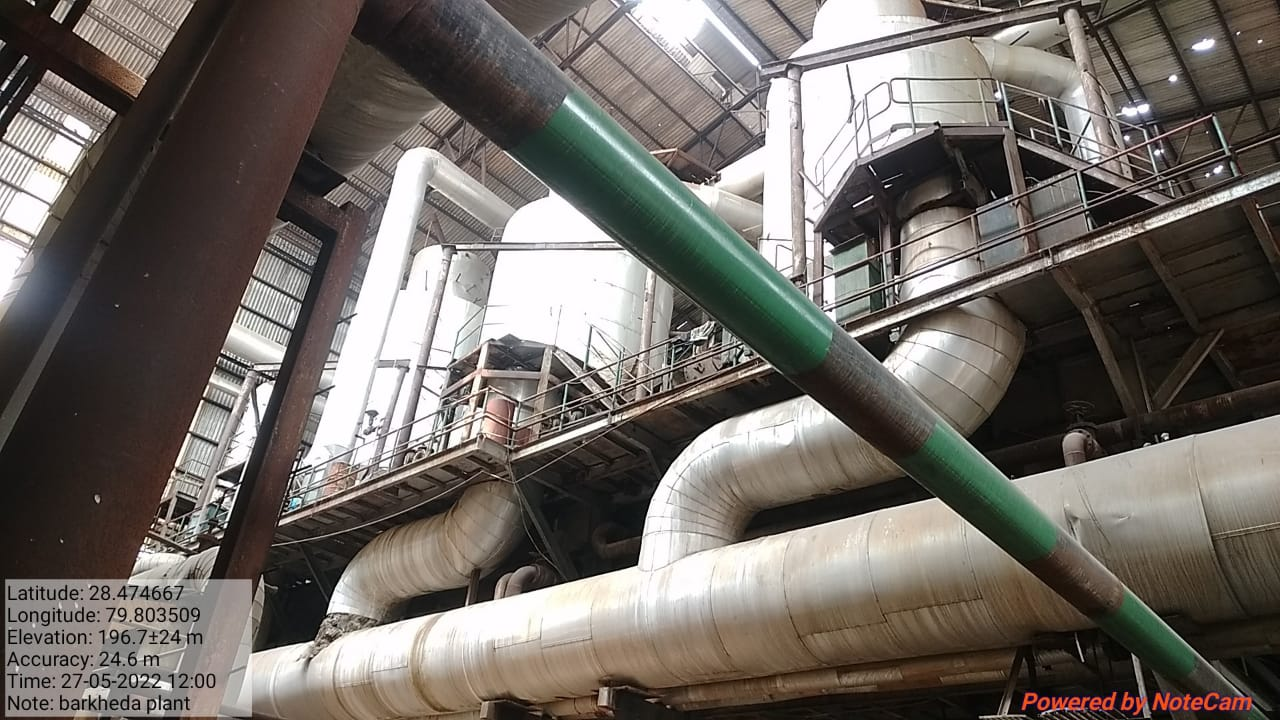 Latitude: 28.474667
Longitude: 79.803509
Elevation: 196.7±24 m
Accuracy: 24.6 m
Time: 27-05-2022 12:00
Note: barkheda plant
Powered by NoteCam